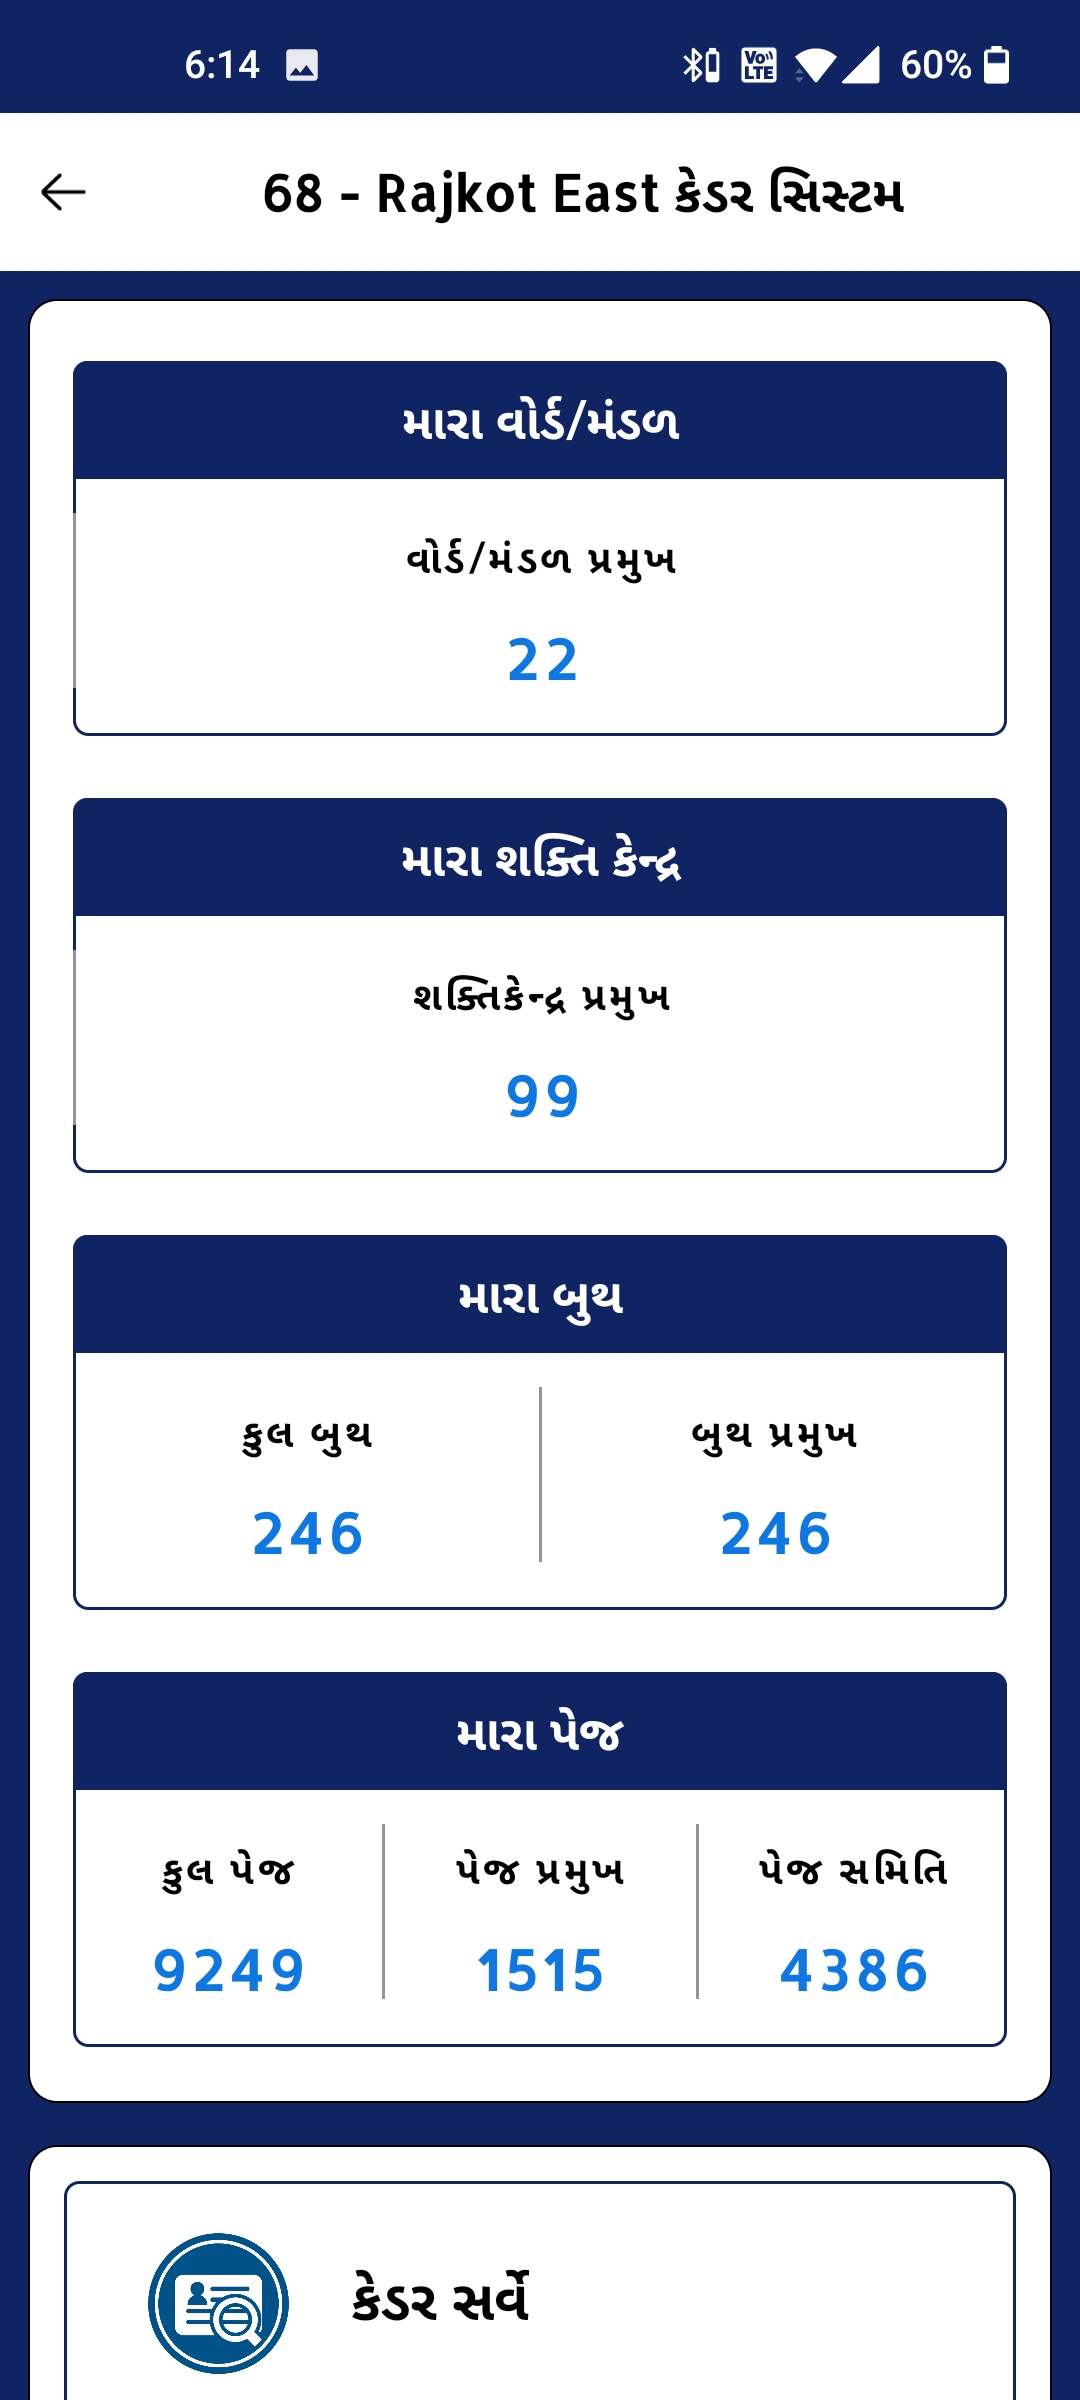 6:14
VoLTE 60%
68 - Rajkot East કેડર સિસ્ટમ
મારા વોર્ડ/મંડળ
વોર્ડ/મંડળ પ્રમુખ
22
મારા શક્તિ કેન્દ્ર
શક્તિકેન્દ્ર પ્રમુખ
99
મારા બુથ
કુલ બુથ બુથ પ્રમુખ
246 246
મારા પેજ
કુલ પેજ પેજ પ્રમુખ પેજ સમિતિ
9249 1515 4386
કેડર સર્વે